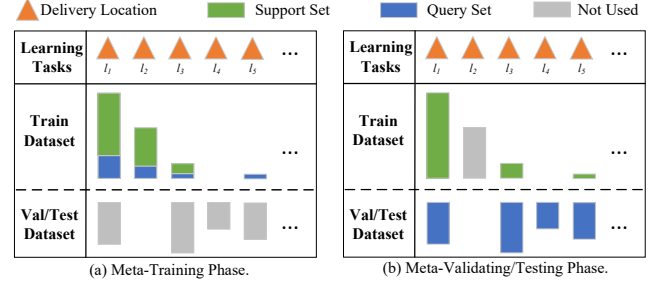 Delivery Location Support Set Query Set Not Used
Learning Tasks l1 l2 l3 l4 l5 ...
Train Dataset ...
Val/Test Dataset ...
(a) Meta-Training Phase.
Learning Tasks l1 l2 l3 l4 l5 ...
Train Dataset ...
Val/Test Dataset ...
(b) Meta-Validating/Testing Phase.